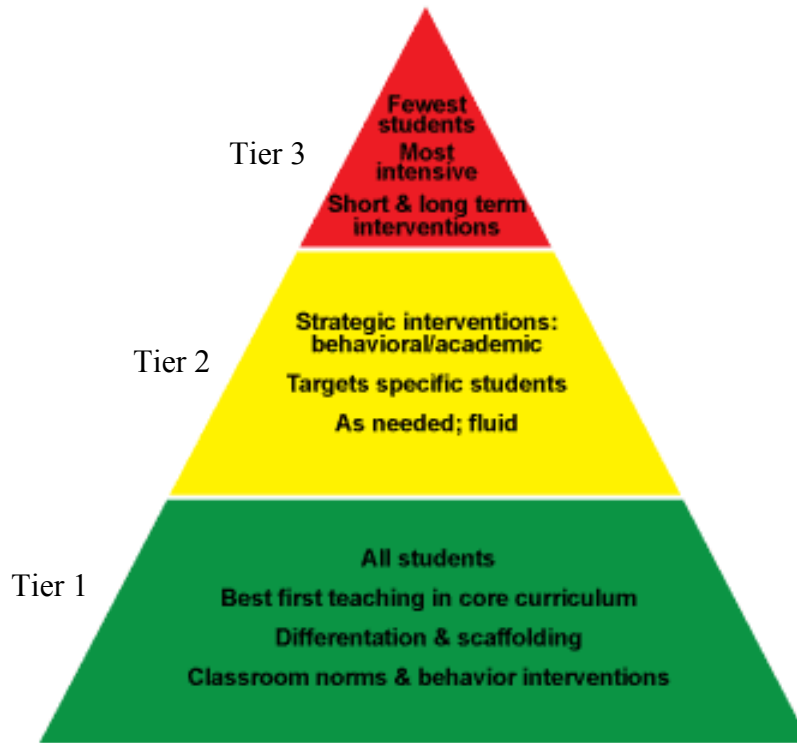 Fewest
students
Tier 3
Most
intensive
Short & long term
interventions
Strategic interventions:
behavioral/academic
Tier 2
Targets specific students
As needed; fluid
All students
Tier 1
Best first teaching in core curriculum
Differentation & scaffolding
Classroom norms & behavior interventions